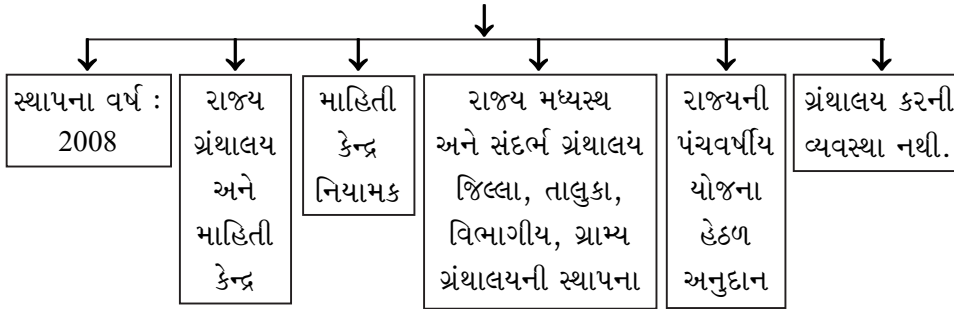 સ્થાપના વર્ષ :
2008
રાજ્ય
ગ્રંથાલય
અને
માહિતી
કેન્દ્ર
માહિતી
કેન્દ્ર
નિયામક
રાજ્ય મધ્યસ્થ
અને સંદર્ભ ગ્રંથાલય
જિલ્લા, તાલુકા,
વિભાગીય, ગ્રામ્ય
ગ્રંથાલયની સ્થાપના
રાજ્યની
પંચવર્ષીય
યોજના
હેઠળ
અનુદાન
ગ્રંથાલય કરની
વ્યવસ્થા નથી.